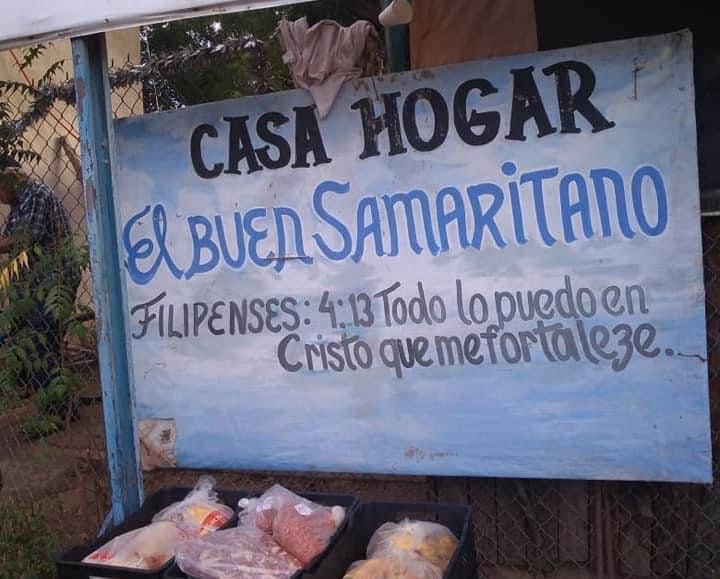 CASA HOGAR
El BUEN SAMARITANO
FILIPENSES: 4:13 Todo lo puedo en
Cristo que me fortaleze.